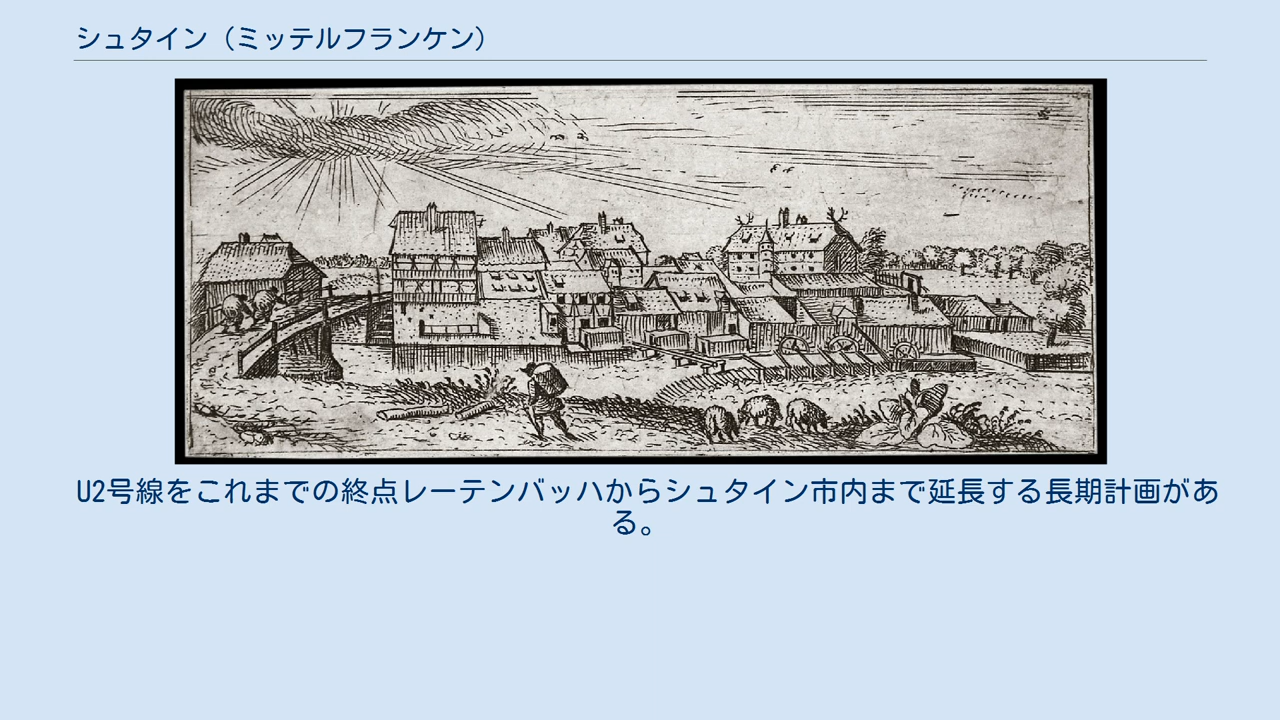 シュタイン（ミッテルフランケン）
U2号線をこれまでの終点レーテンバッハからシュタイン市内まで延長する長期計画があ
る。